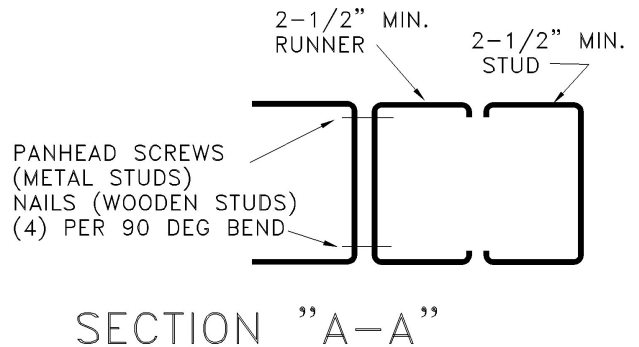 2-1/2" MIN.
RUNNER
2-1/2" MIN.
STUD
PANHEAD SCREWS
(METAL STUDS)
NAILS (WOODEN STUDS)
(4) PER 90 DEG BEND
SECTION "A-A"